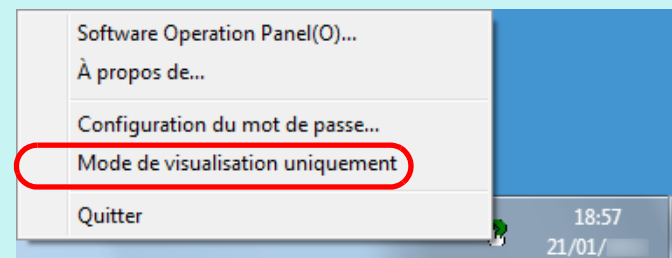 Software Operation Panel(O)...
À propos de...
Configuration du mot de passe...
Mode de visualisation uniquement
Quitter
18:57
21/01/